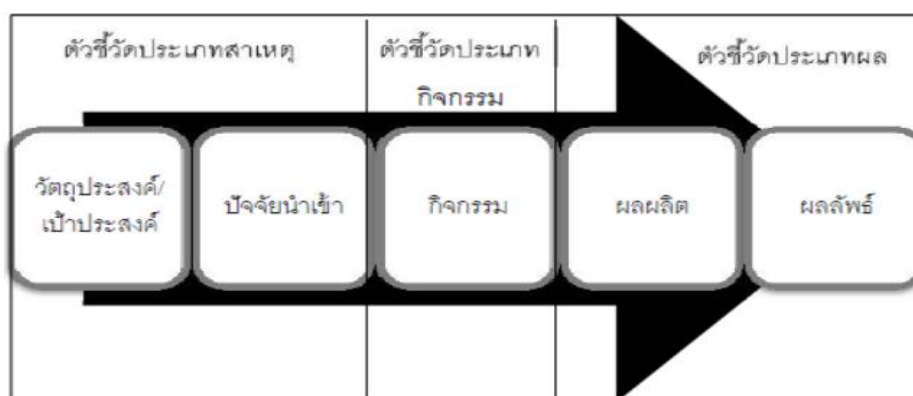 ตัวชี้วัดประเภทสาเหตุ
ตัวชี้วัดประเภท
กิจกรรม
ตัวชี้วัดประเภทผล
วัตถุประสงค์/
เป้าประสงค์
ปัจจัยนำเข้า
กิจกรรม
ผลผลิต
ผลลัพธ์